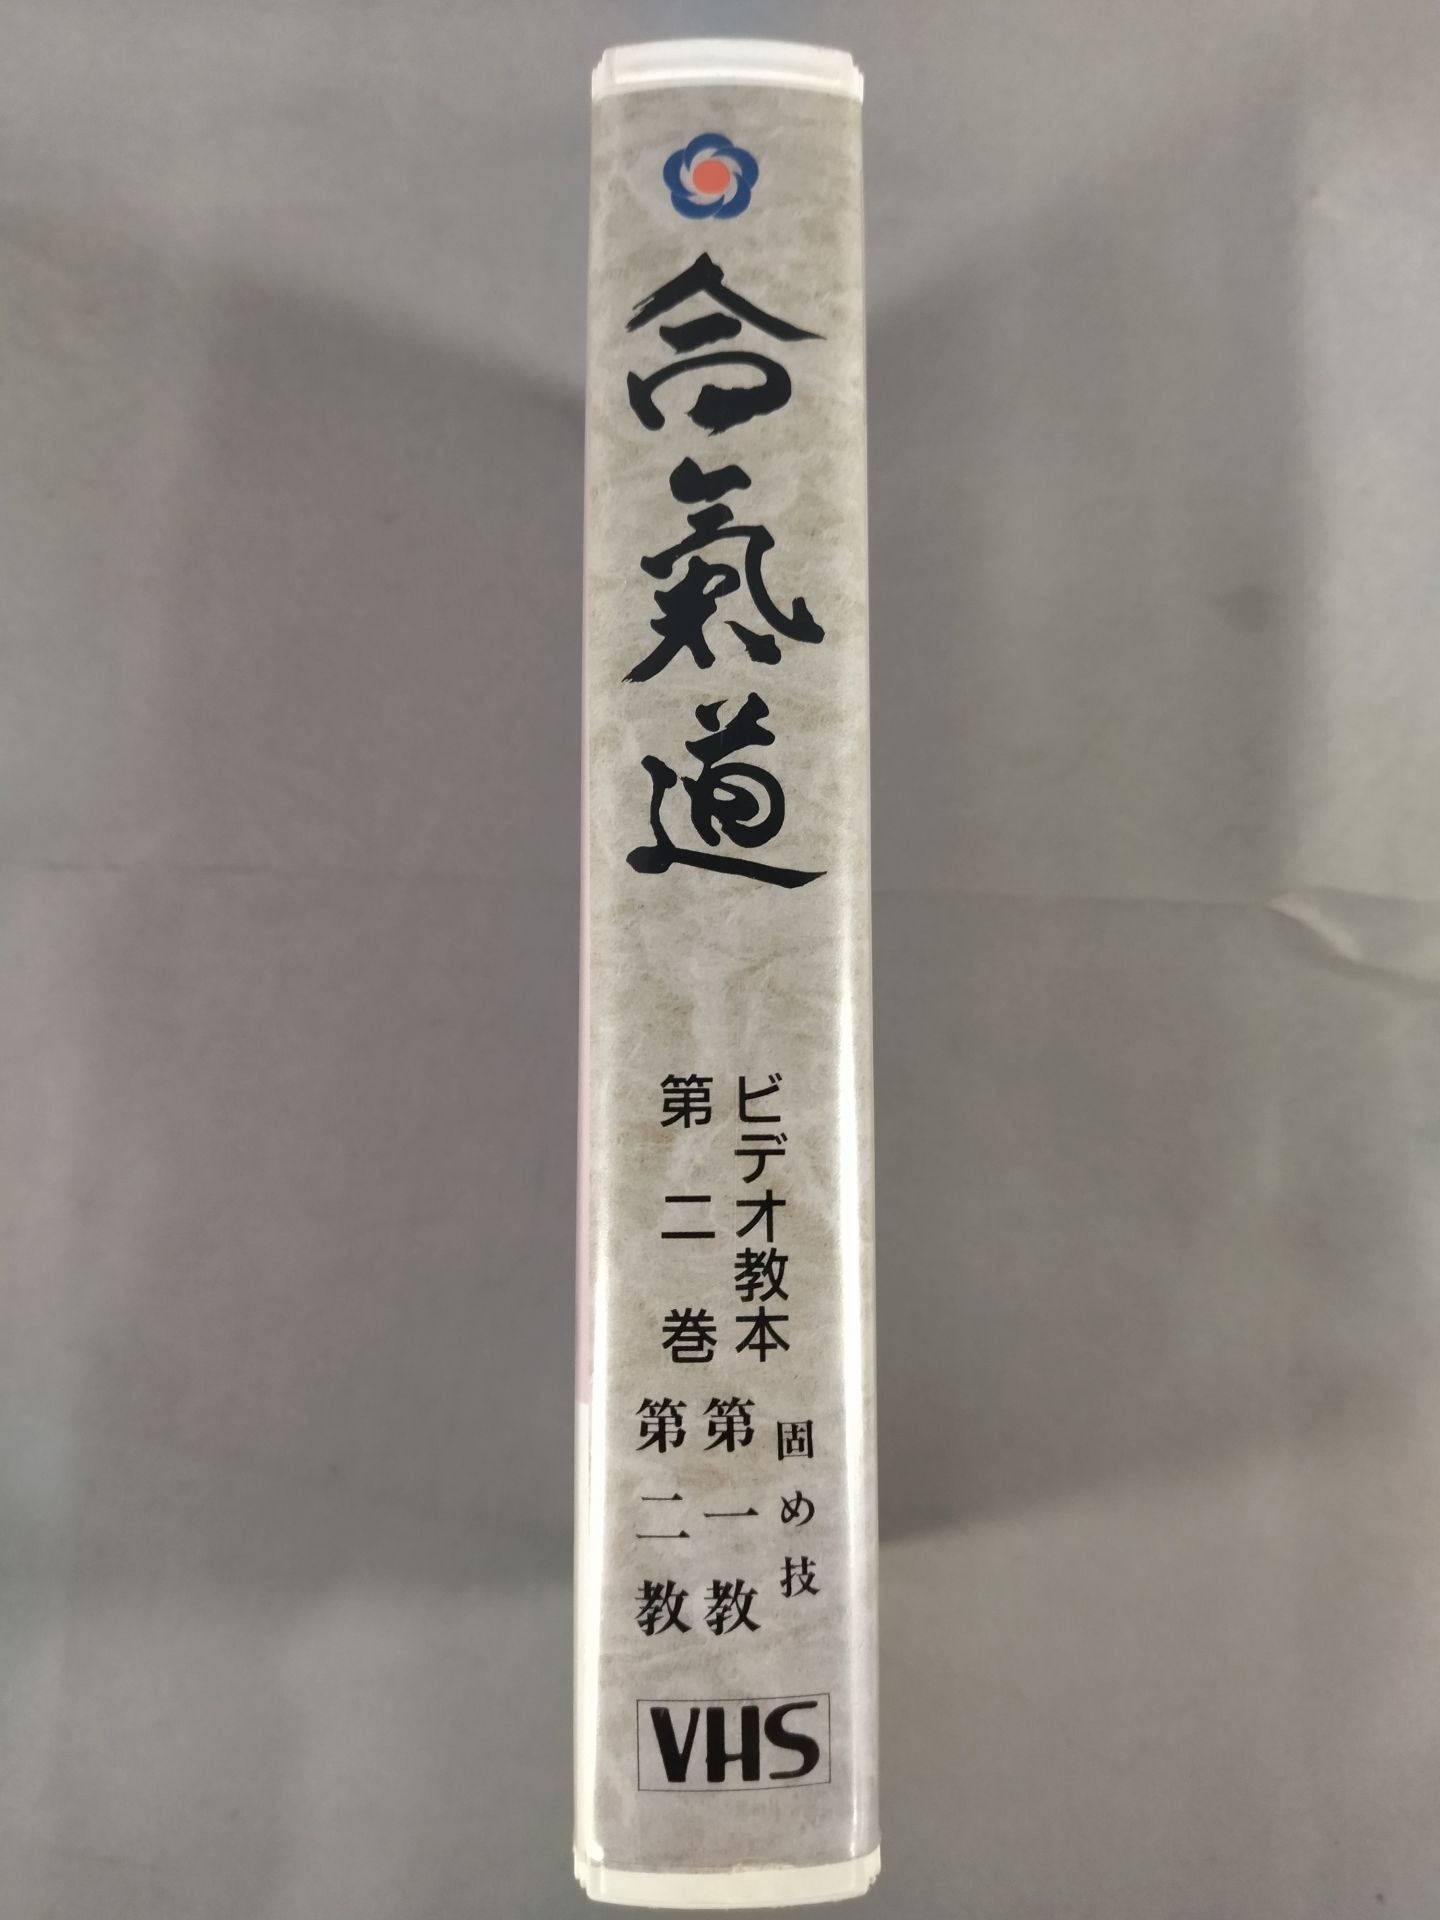 合氣道
ビデオ教本
第二巻
固め技
第一教
第二教
VHS